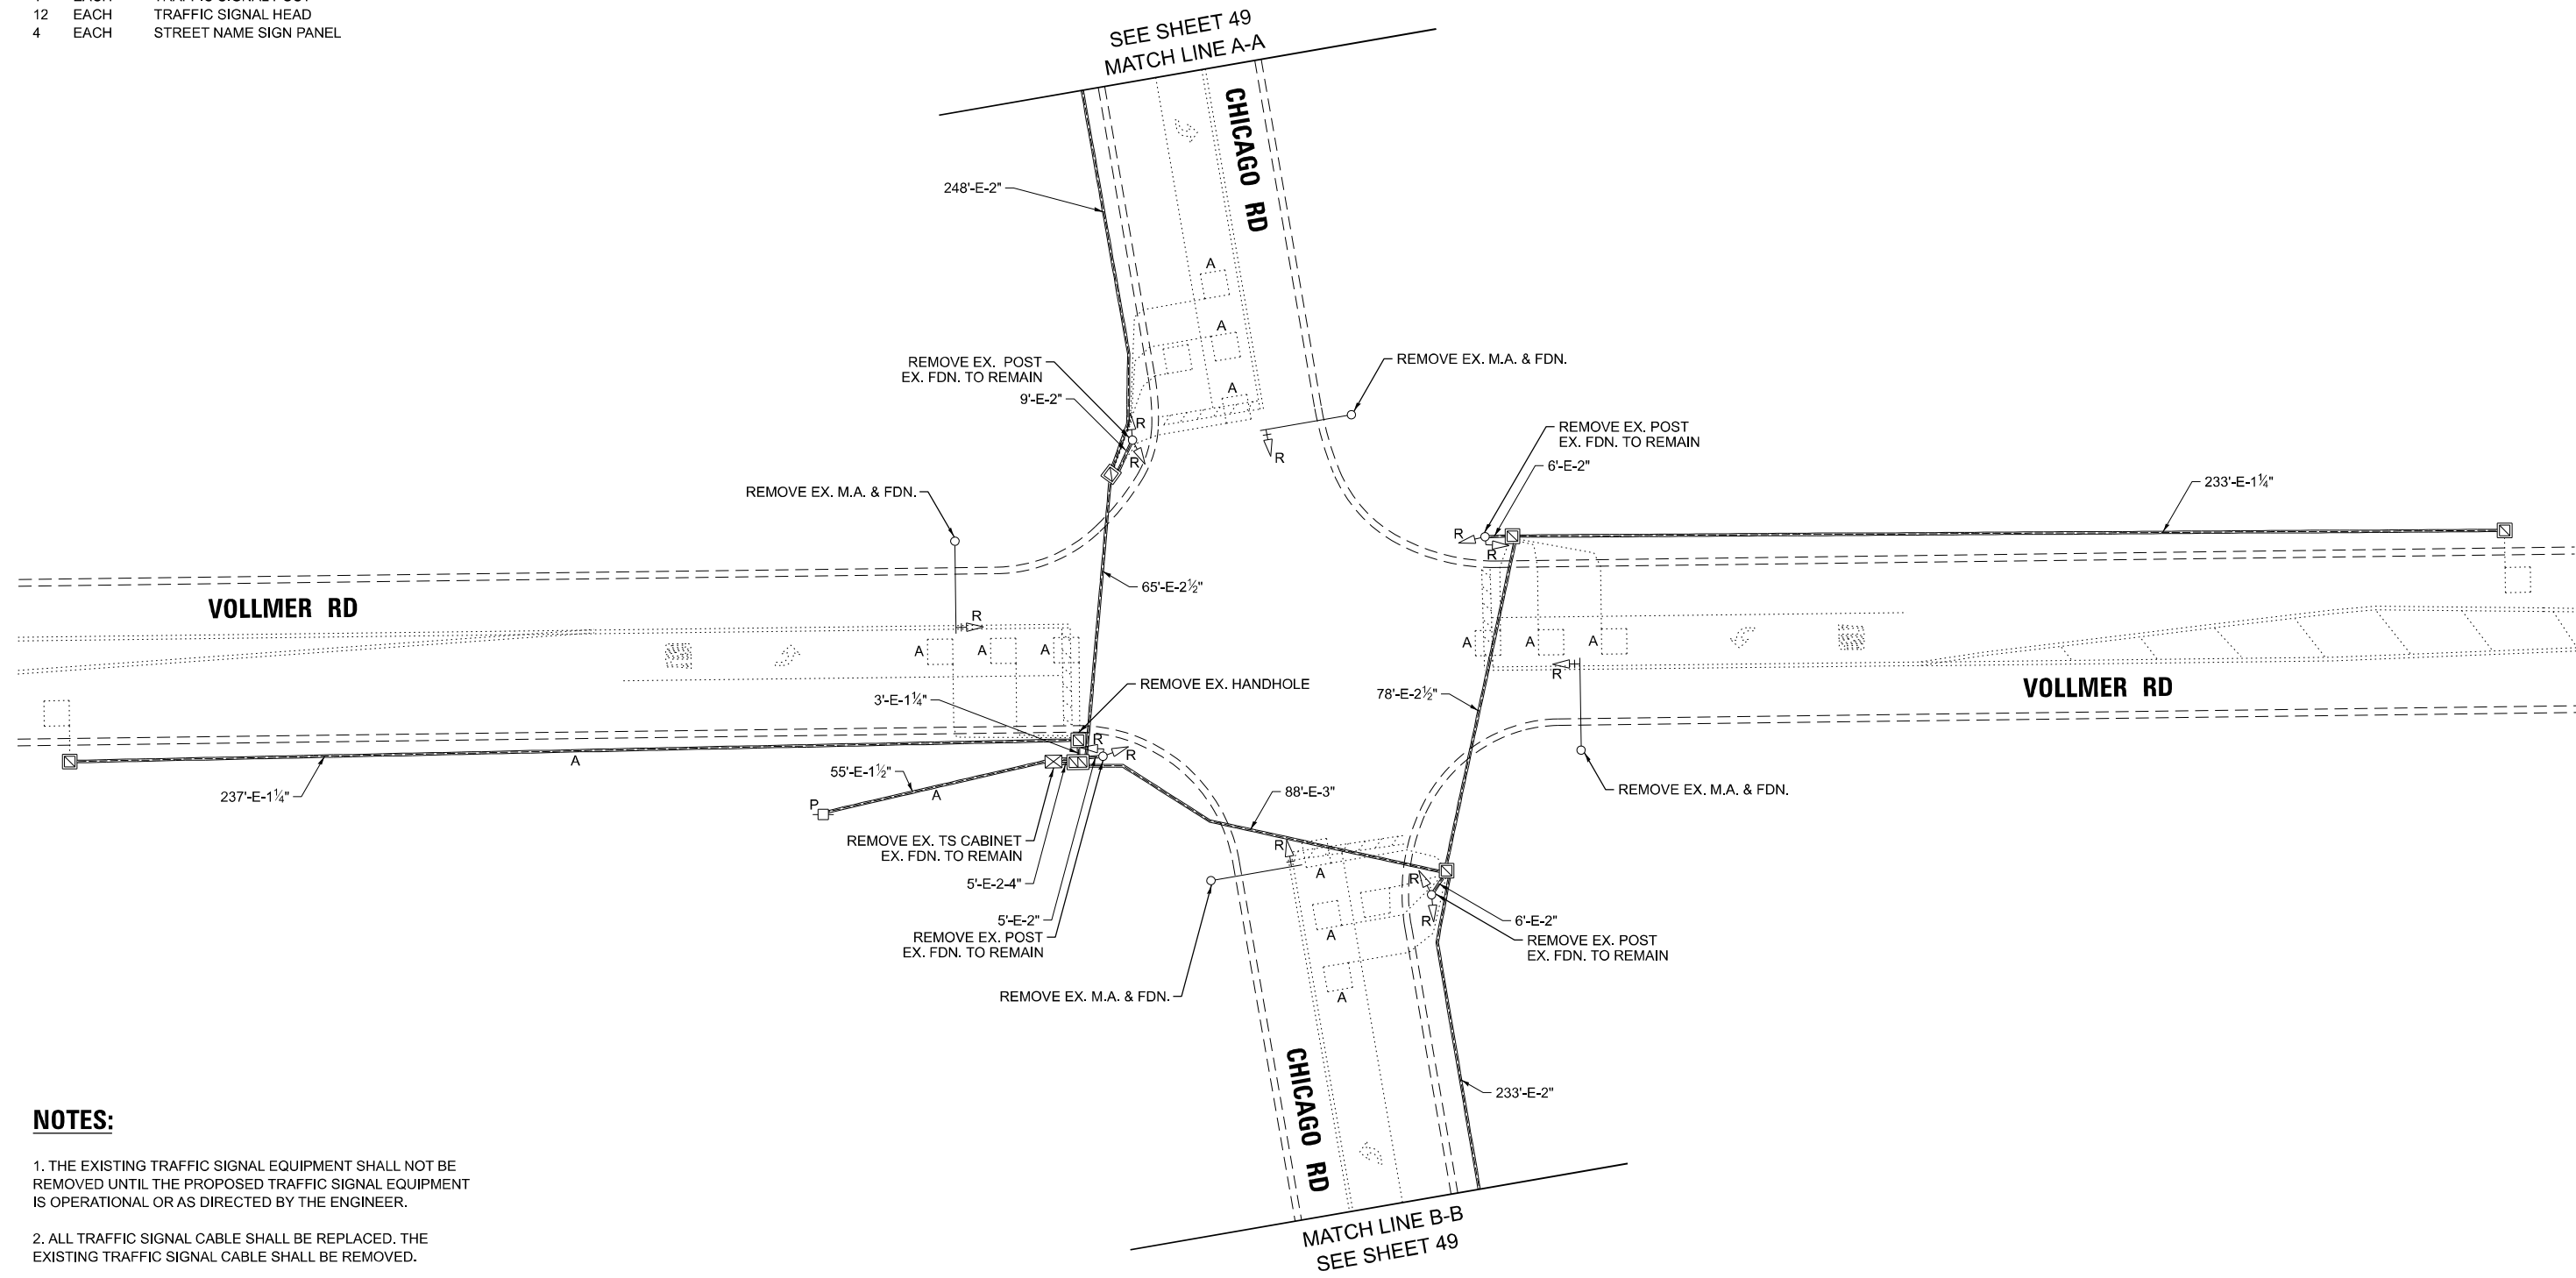 12 EACH TRAFFIC SIGNAL HEAD
4 EACH STREET NAME SIGN PANEL
SEE SHEET 49
MATCH LINE A-A
CHICAGO RD
248'-E-2"
A
A
A
REMOVE EX. POST
EX. FDN. TO REMAIN
9'-E-2"
R
R
REMOVE EX. M.A. & FDN.
R
REMOVE EX. POST
EX. FDN. TO REMAIN
6'-E-2"
R
R
233'-E-1¼"
REMOVE EX. M.A. & FDN.
65'-E-2½"
VOLLMER RD
R
A
A
A
A
A
A
R
VOLLMER RD
REMOVE EX. HANDHOLE
3'-E-1¼"
78'-E-2½"
R
R
A
237'-E-1¼"
55'-E-1½"
A
P
88'-E-3"
REMOVE EX. M.A. & FDN.
REMOVE EX. TS CABINET
EX. FDN. TO REMAIN
5'-E-2-4"
5'-E-2"
REMOVE EX. POST
EX. FDN. TO REMAIN
R
A
A
A
R
R
6'-E-2"
REMOVE EX. POST
EX. FDN. TO REMAIN
REMOVE EX. M.A. & FDN.
CHICAGO RD
233'-E-2"
MATCH LINE B-B
SEE SHEET 49
NOTES:
1. THE EXISTING TRAFFIC SIGNAL EQUIPMENT SHALL NOT BE
REMOVED UNTIL THE PROPOSED TRAFFIC SIGNAL EQUIPMENT
IS OPERATIONAL OR AS DIRECTED BY THE ENGINEER.
2. ALL TRAFFIC SIGNAL CABLE SHALL BE REPLACED. THE
EXISTING TRAFFIC SIGNAL CABLE SHALL BE REMOVED.